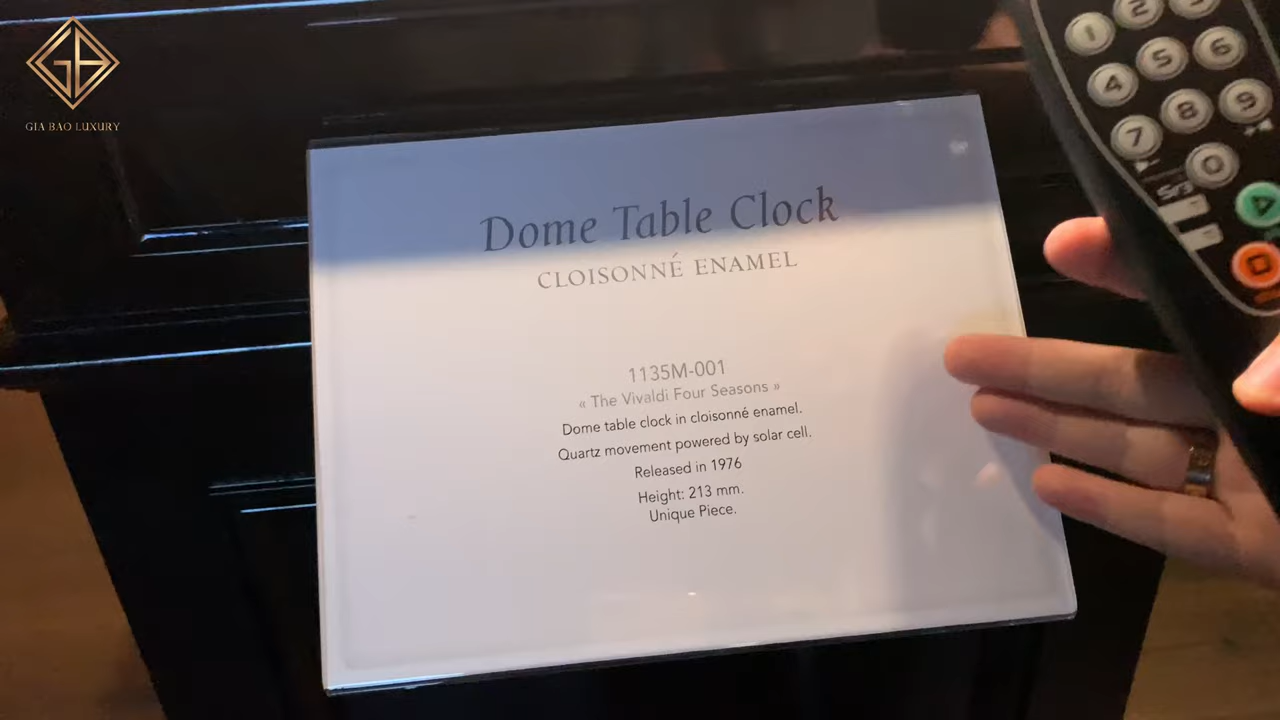 GB
GIA BAO LUXURY
Dome Table Clock
CLOISONNÉ ENAMEL
1135M-001
« The Vivaldi Four Seasons »
Dome table clock in cloisonné enamel.
Quartz movement powered by solar cell.
Released in 1976
Height: 213 mm.
Unique Piece.
1 2 3
4 5 6
7 8 9
0